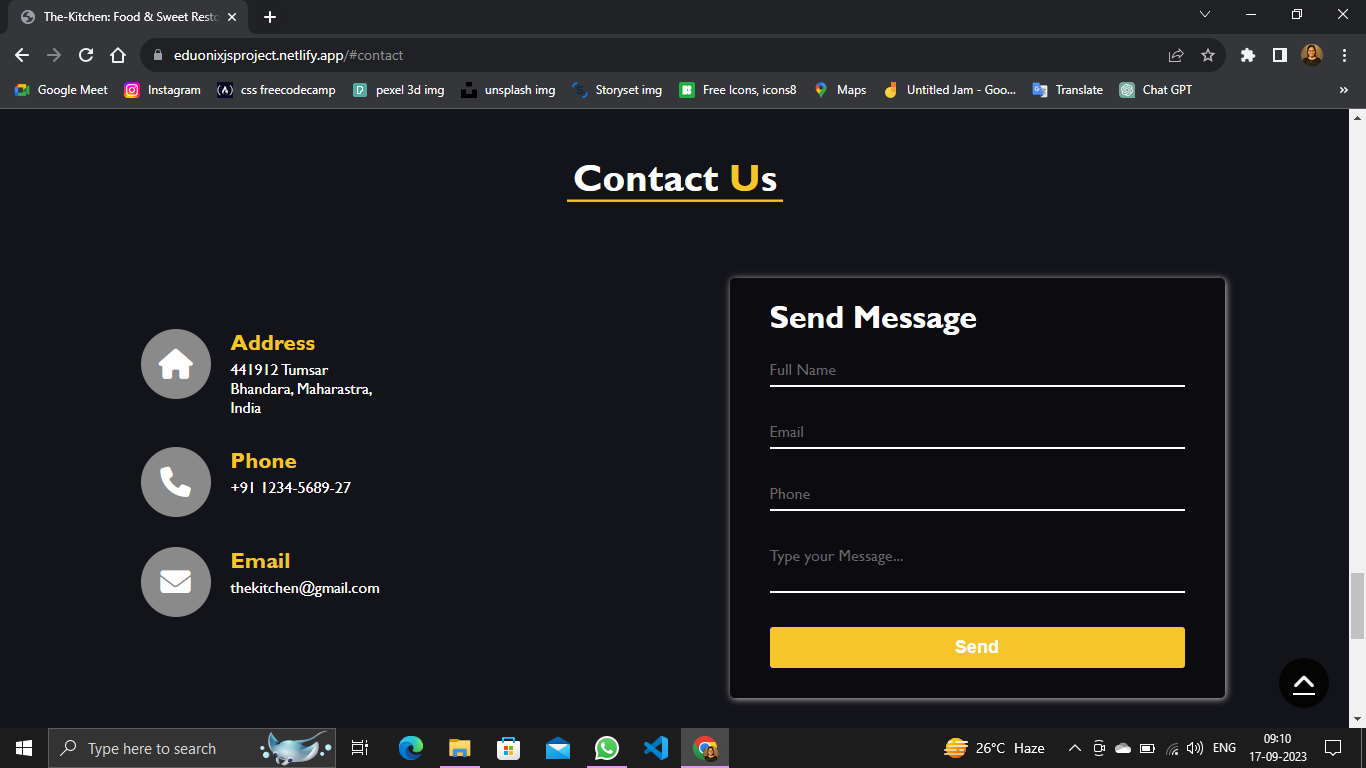 The-Kitchen: Food & Sweet Resto
eduonixjsproject.netlify.app/#contact
Google Meet
Instagram
css freecodecamp
pexel 3d img
unsplash img
Storyset img
Free Icons, icons8
Maps
Untitled Jam - Goo...
Translate
Chat GPT
Contact Us
Address
441912 Tumsar
Bhandara, Maharastra,
India
Phone
+91 1234-5689-27
Email
thekitchen@gmail.com
Send Message
Full Name
Email
Phone
Type your Message...
Send
Type here to search
26°C Haze
ENG
09:10
17-09-2023